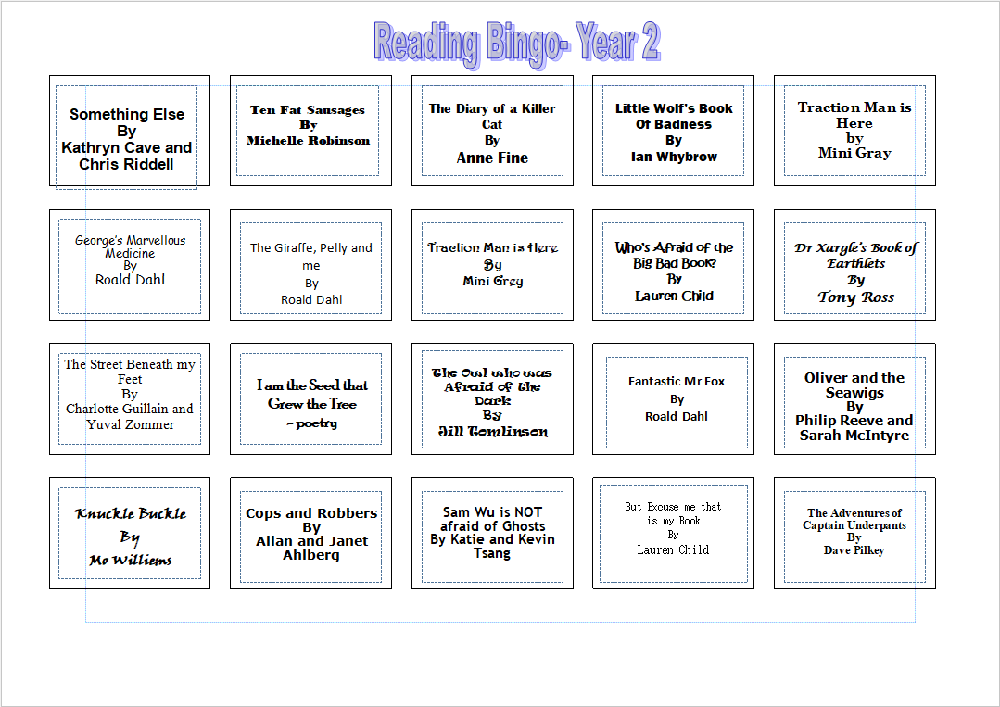 Reading Bingo- Year 2
Something Else
By
Kathryn Cave and
Chris Riddell
Ten Fat Sausages
By
Michelle Robinson
The Diary of a Killer
Cat
By
Anne Fine
Little Wolf's Book
Of Badness
By
Ian Whybrow
Traction Man is
Here
by
Mini Gray
George's Marvellous
Medicine
By
Roald Dahl
The Giraffe, Pelly and
me
By
Roald Dahl
Traction Man is Here
By
Mini Grey
Who's Afraid of the
Big Bad Book?
By
Lauren Child
Dr Xargle's Book of
Earthlets
By
Tony Ross
The Street Beneath my
Feet
By
Charlotte Guillain and
Yuval Zommer
I am the Seed that
Grew the Tree
~ poetry
The Owl who was
Afraid of the
Dark
By
Jill Tomlinson
Fantastic Mr Fox
By
Roald Dahl
Oliver and the
Seawigs
By
Philip Reeve and
Sarah McIntyre
Knuckle Buckle
By
Mo Williems
Cops and Robbers
By
Allan and Janet
Ahlberg
Sam Wu is NOT
afraid of Ghosts
By Katie and Kevin
Tsang
But Excuse me that
is my Book
By
Lauren Child
The Adventures of
Captain Underpants
By
Dave Pilkey